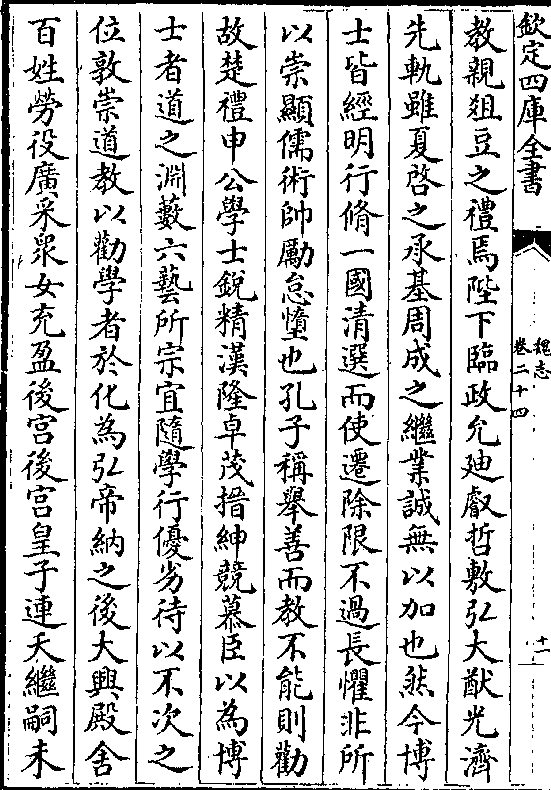 欽定四庫全書
魏志
卷二十四
十一
教親俎豆之禮焉陛下臨政允廸叡哲敷弘大猷光濟
先軌雖夏啓之承基周成之繼業誠無以加也然今博
士皆經明行脩一國清選而使遷除限不過長懼非所
以崇顯儒術帥勵怠惰也孔子稱舉善而教不能則勸
故楚禮申公學士銳精漢隆卓茂搢紳競慕臣以為博
士者道之淵藪六藝所宗宜隨學行優劣待以不次之
位敦崇道教以勸學者於化為弘帝納之後大興殿舍
百姓勞役廣采眾女充盈後宮後宮皇子連夭繼嗣未